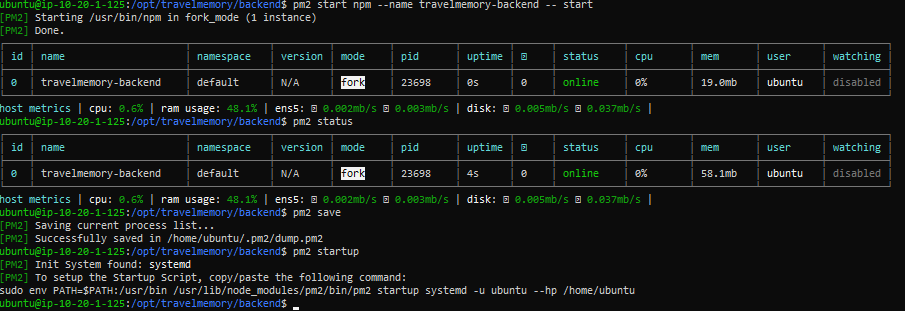 ubuntu@ip-10-20-1-125:/opt/travelmemory/backend$ pm2 start npm --name travelmemory-backend -- start
[PM2] Starting /usr/bin/npm in fork_mode (1 instance)
[PM2] Done.
id name namespace version mode pid uptime status cpu mem user watching
0 travelmemory-backend default N/A fork 23698 0s 0 online 0% 19.0mb ubuntu disabled
host metrics | cpu: 0.6% | ram usage: 48.1% | ens5: 0.002mb/s 0.003mb/s | disk: 0.005mb/s 0.037mb/s |
ubuntu@ip-10-20-1-125:/opt/travelmemory/backend$ pm2 status
id name namespace version mode pid uptime status cpu mem user watching
0 travelmemory-backend default N/A fork 23698 4s 0 online 0% 58.1mb ubuntu disabled
host metrics | cpu: 0.6% | ram usage: 48.1% | ens5: 0.002mb/s 0.003mb/s | disk: 0.005mb/s 0.037mb/s |
ubuntu@ip-10-20-1-125:/opt/travelmemory/backend$ pm2 save
[PM2] Saving current process list...
[PM2] Successfully saved in /home/ubuntu/.pm2/dump.pm2
ubuntu@ip-10-20-1-125:/opt/travelmemory/backend$ pm2 startup
[PM2] Init System found: systemd
[PM2] To setup the Startup Script, copy/paste the following command:
sudo env PATH=$PATH:/usr/bin /usr/lib/node_modules/pm2/bin/pm2 startup systemd -u ubuntu --hp /home/ubuntu
ubuntu@ip-10-20-1-125:/opt/travelmemory/backend$